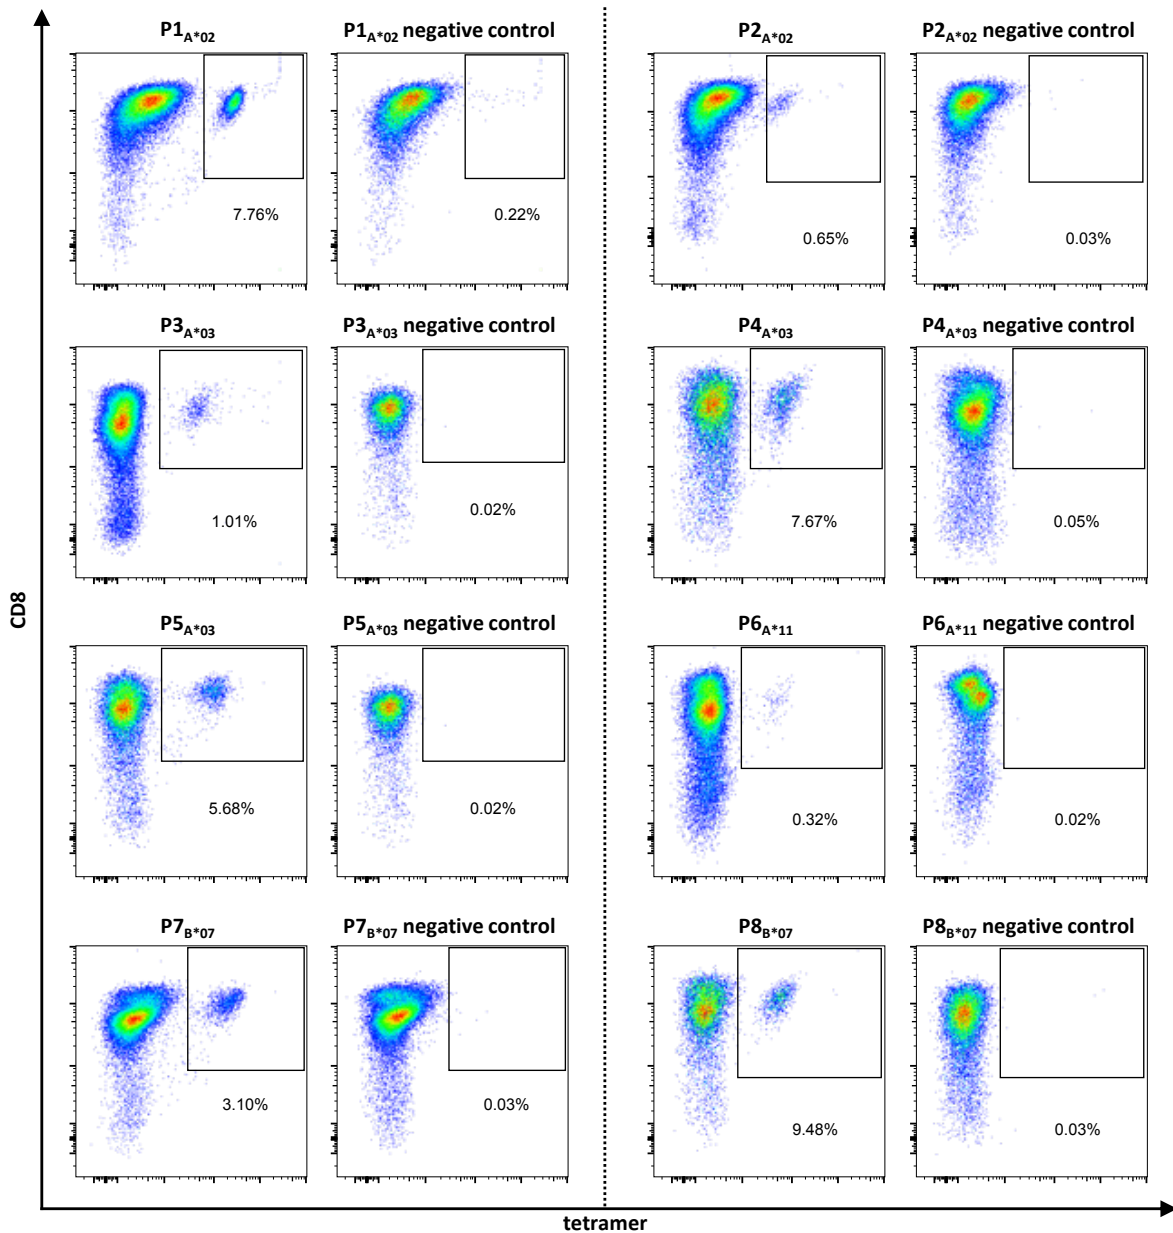 P1A*02 P1A*02 negative control P2A*02 P2A*02 negative control
7.76% 0.22% 0.65% 0.03%
P3A*03 P3A*03 negative control P4A*03 P4A*03 negative control
1.01% 0.02% 7.67% 0.05%
CD8
P5A*03 P5A*03 negative control P6A*11 P6A*11 negative control
5.68% 0.02% 0.32% 0.02%
P7B*07 P7B*07 negative control P8B*07 P8B*07 negative control
3.10% 0.03% 9.48% 0.03%
tetramer